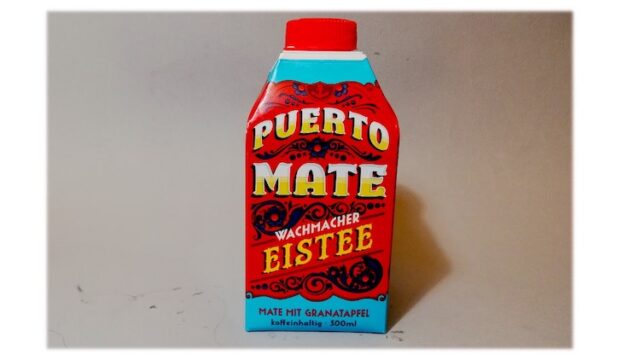 PUERTO
MATE
WACHMACHER
EISTEE
MATE MIT GRANATAPFEL
koffeinhaltig · 500ml